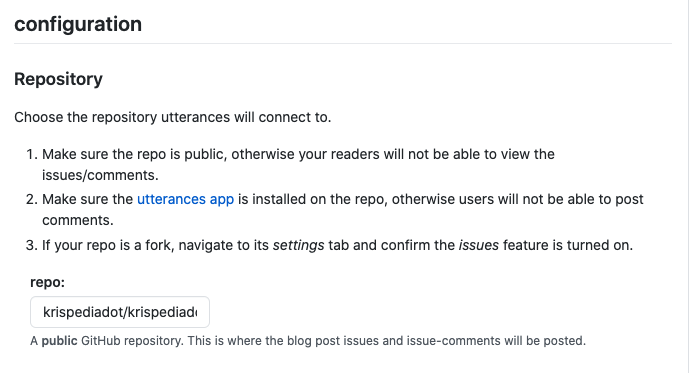 configuration
Repository
Choose the repository utterances will connect to.
1. Make sure the repo is public, otherwise your readers will not be able to view the
issues/comments.
2. Make sure the utterances app is installed on the repo, otherwise users will not be able to post
comments.
3. If your repo is a fork, navigate to its settings tab and confirm the issues feature is turned on.
repo:
krispediadot/krispediad
A public GitHub repository. This is where the blog post issues and issue-comments will be posted.